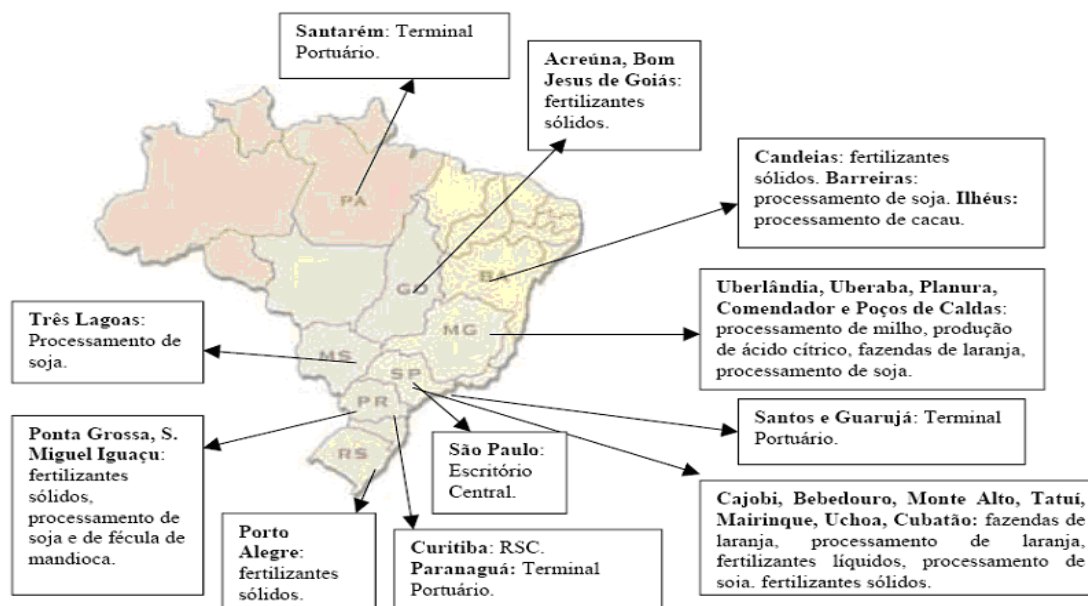 Santarém: Terminal
Portuário.
Acreúna, Bom
Jesus de Goiás:
fertilizantes
sólidos.
Candeias: fertilizantes
sólidos. Barreiras:
processamento de soja. Ilhéus:
processamento de cacau.
PA
BA
GO
MG
MS
SP
PR
RS
Uberlândia, Uberaba, Planura,
Comendador e Poços de Caldas:
processamento de milho, produção
de ácido cítrico, fazendas de laranja,
processamento de soja.
Três Lagoas:
Processamento de
soja.
Santos e Guarujá: Terminal
Portuário.
Ponta Grossa, S.
Miguel Iguaçu:
fertilizantes
sólidos,
processamento de
soja e de fécula de
mandioca.
São Paulo:
Escritório
Central.
Cajobi, Bebedouro, Monte Alto, Tatuí,
Mairinque, Uchoa, Cubatão: fazendas de
laranja, processamento de laranja,
fertilizantes líquidos, processamento de
soia. fertilizantes sólidos.
Porto
Alegre:
fertilizantes
sólidos.
Curitiba: RSC.
Paranaguá: Terminal
Portuário.